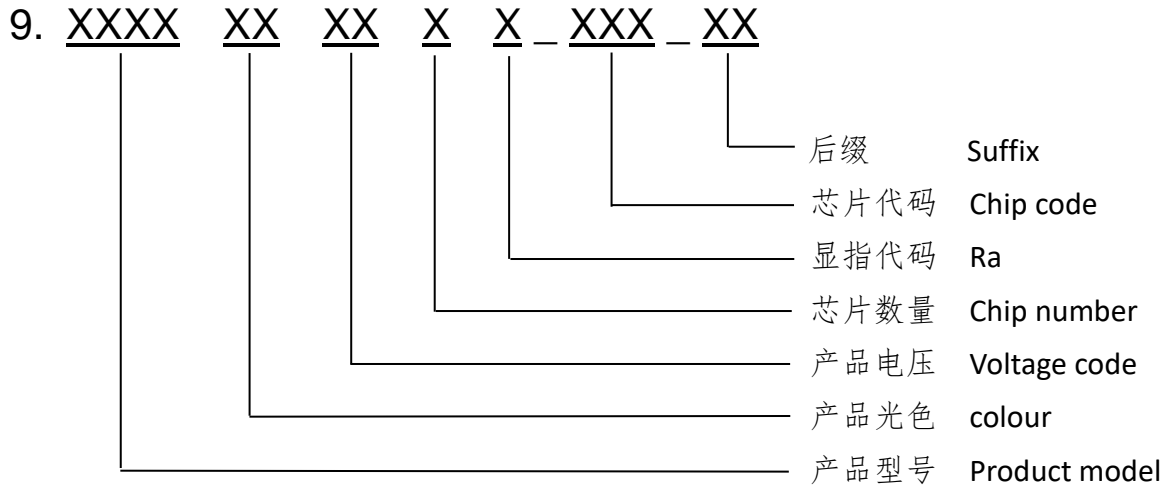 9. XXXX XX XX X X _ XXX _ XX
后缀 Suffix
芯片代码 Chip code
显指代码 Ra
芯片数量 Chip number
产品电压 Voltage code
产品光色 colour
产品型号 Product model